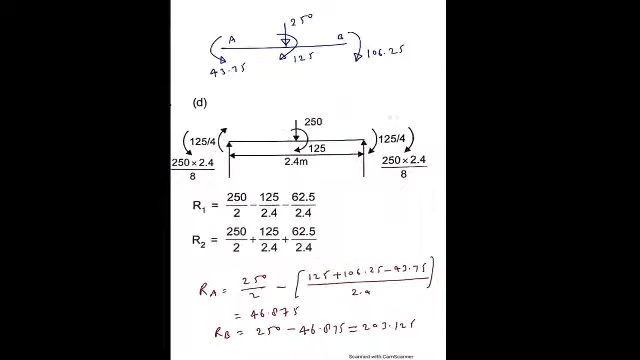 250
A B
43.75 125 106.25
(d)
250
125/4 125/4
125
250 × 2.4 / 8 2.4m 250 × 2.4 / 8
R₁ = 250/2 − 125/2.4 − 62.5/2.4
R₂ = 250/2 + 125/2.4 + 62.5/2.4
R_A = 250/2 − [(125 + 106.25 − 43.75)/2.4]
= 46.875
R_B = 250 − 46.875 = 203.125
Scanned with CamScanner